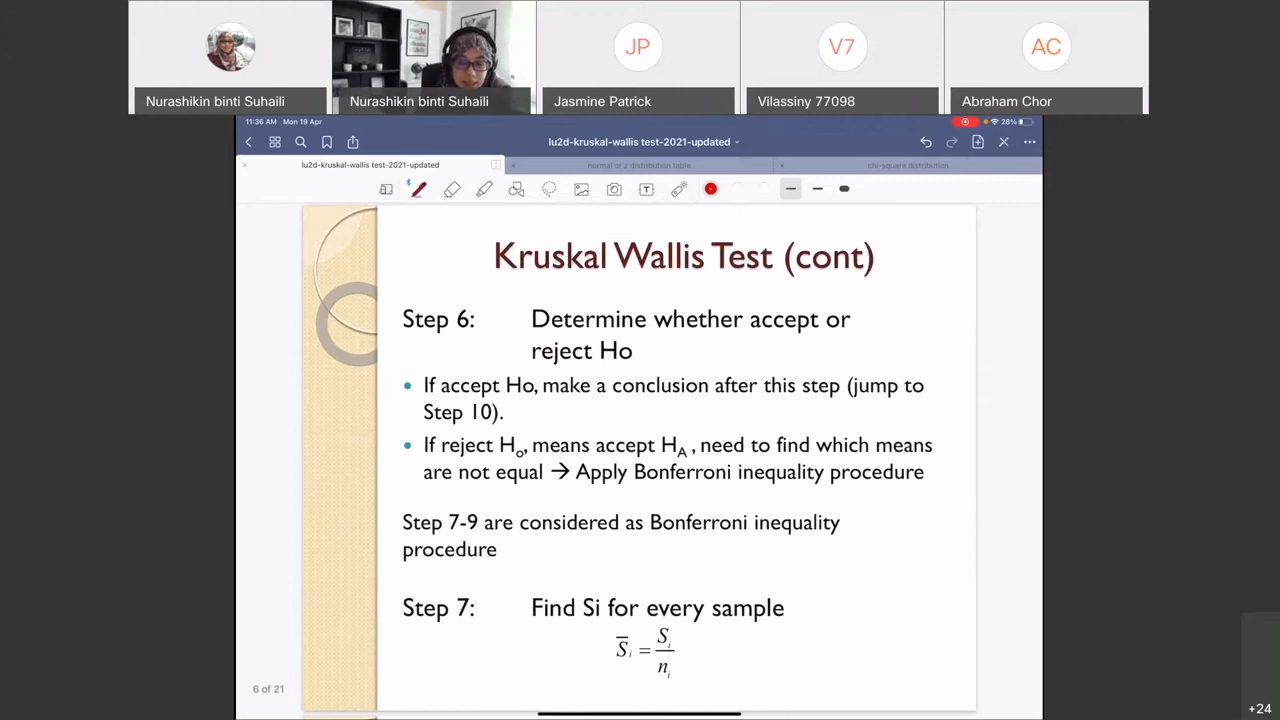 JP
V7
AC
Nurashikin binti Suhaili
Nurashikin binti Suhaili
Jasmine Patrick
Vilassiny 77098
Abraham Chor
11:36 AM Mon 19 Apr
28%
lu2d-kruskal-wallis test-2021-updated
lu2d-kruskal-wallis test-2021-updated
normal or z distribution table
chi-square distribution
Kruskal Wallis Test (cont)
Step 6: Determine whether accept or
reject Ho
• If accept Ho, make a conclusion after this step (jump to
Step 10).
• If reject Hₒ, means accept H_A , need to find which means
are not equal → Apply Bonferroni inequality procedure
Step 7-9 are considered as Bonferroni inequality
procedure
Step 7: Find Si for every sample
S̅ᵢ = Sᵢ / nᵢ
6 of 21
+24